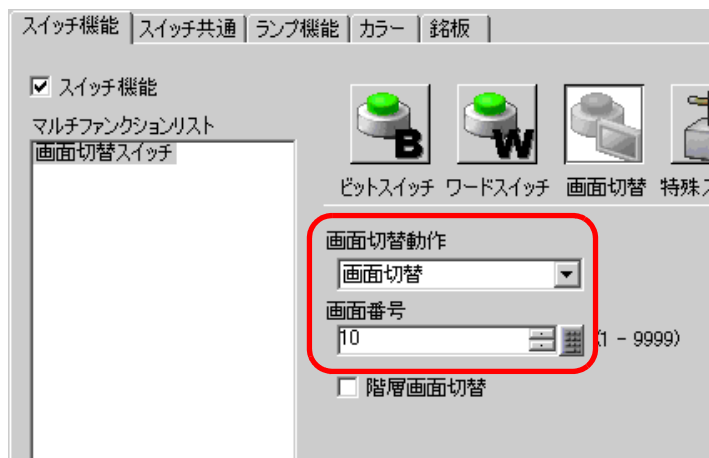 スイッチ機能 スイッチ共通 ランプ機能 カラー 銘板
スイッチ機能
マルチファンクションリスト
画面切替スイッチ
B W
ビットスイッチ ワードスイッチ 画面切替 特殊
画面切替動作
画面切替
画面番号
10 (1 - 9999)
階層画面切替